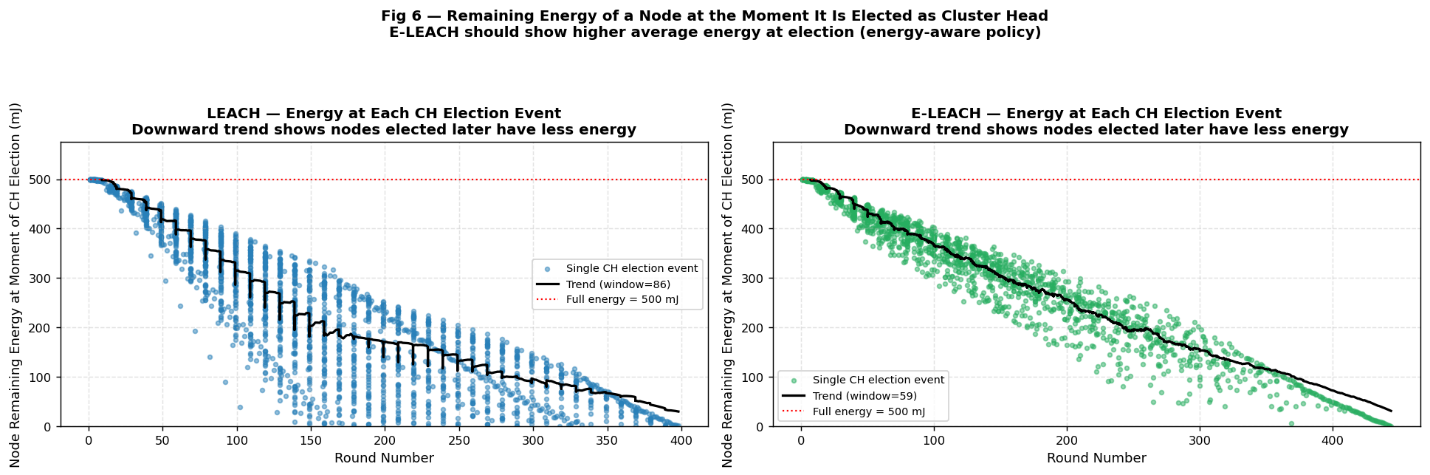 Fig 6 — Remaining Energy of a Node at the Moment It Is Elected as Cluster Head
E-LEACH should show higher average energy at election (energy-aware policy)
LEACH — Energy at Each CH Election Event
Downward trend shows nodes elected later have less energy
Node Remaining Energy at Moment of CH Election (mJ)
500
400
300
200
100
0
Single CH election event
Trend (window=86)
Full energy = 500 mJ
0 50 100 150 200 250 300 350 400
Round Number
E-LEACH — Energy at Each CH Election Event
Downward trend shows nodes elected later have less energy
Node Remaining Energy at Moment of CH Election (mJ)
500
400
300
200
100
0
Single CH election event
Trend (window=59)
Full energy = 500 mJ
0 100 200 300 400
Round Number